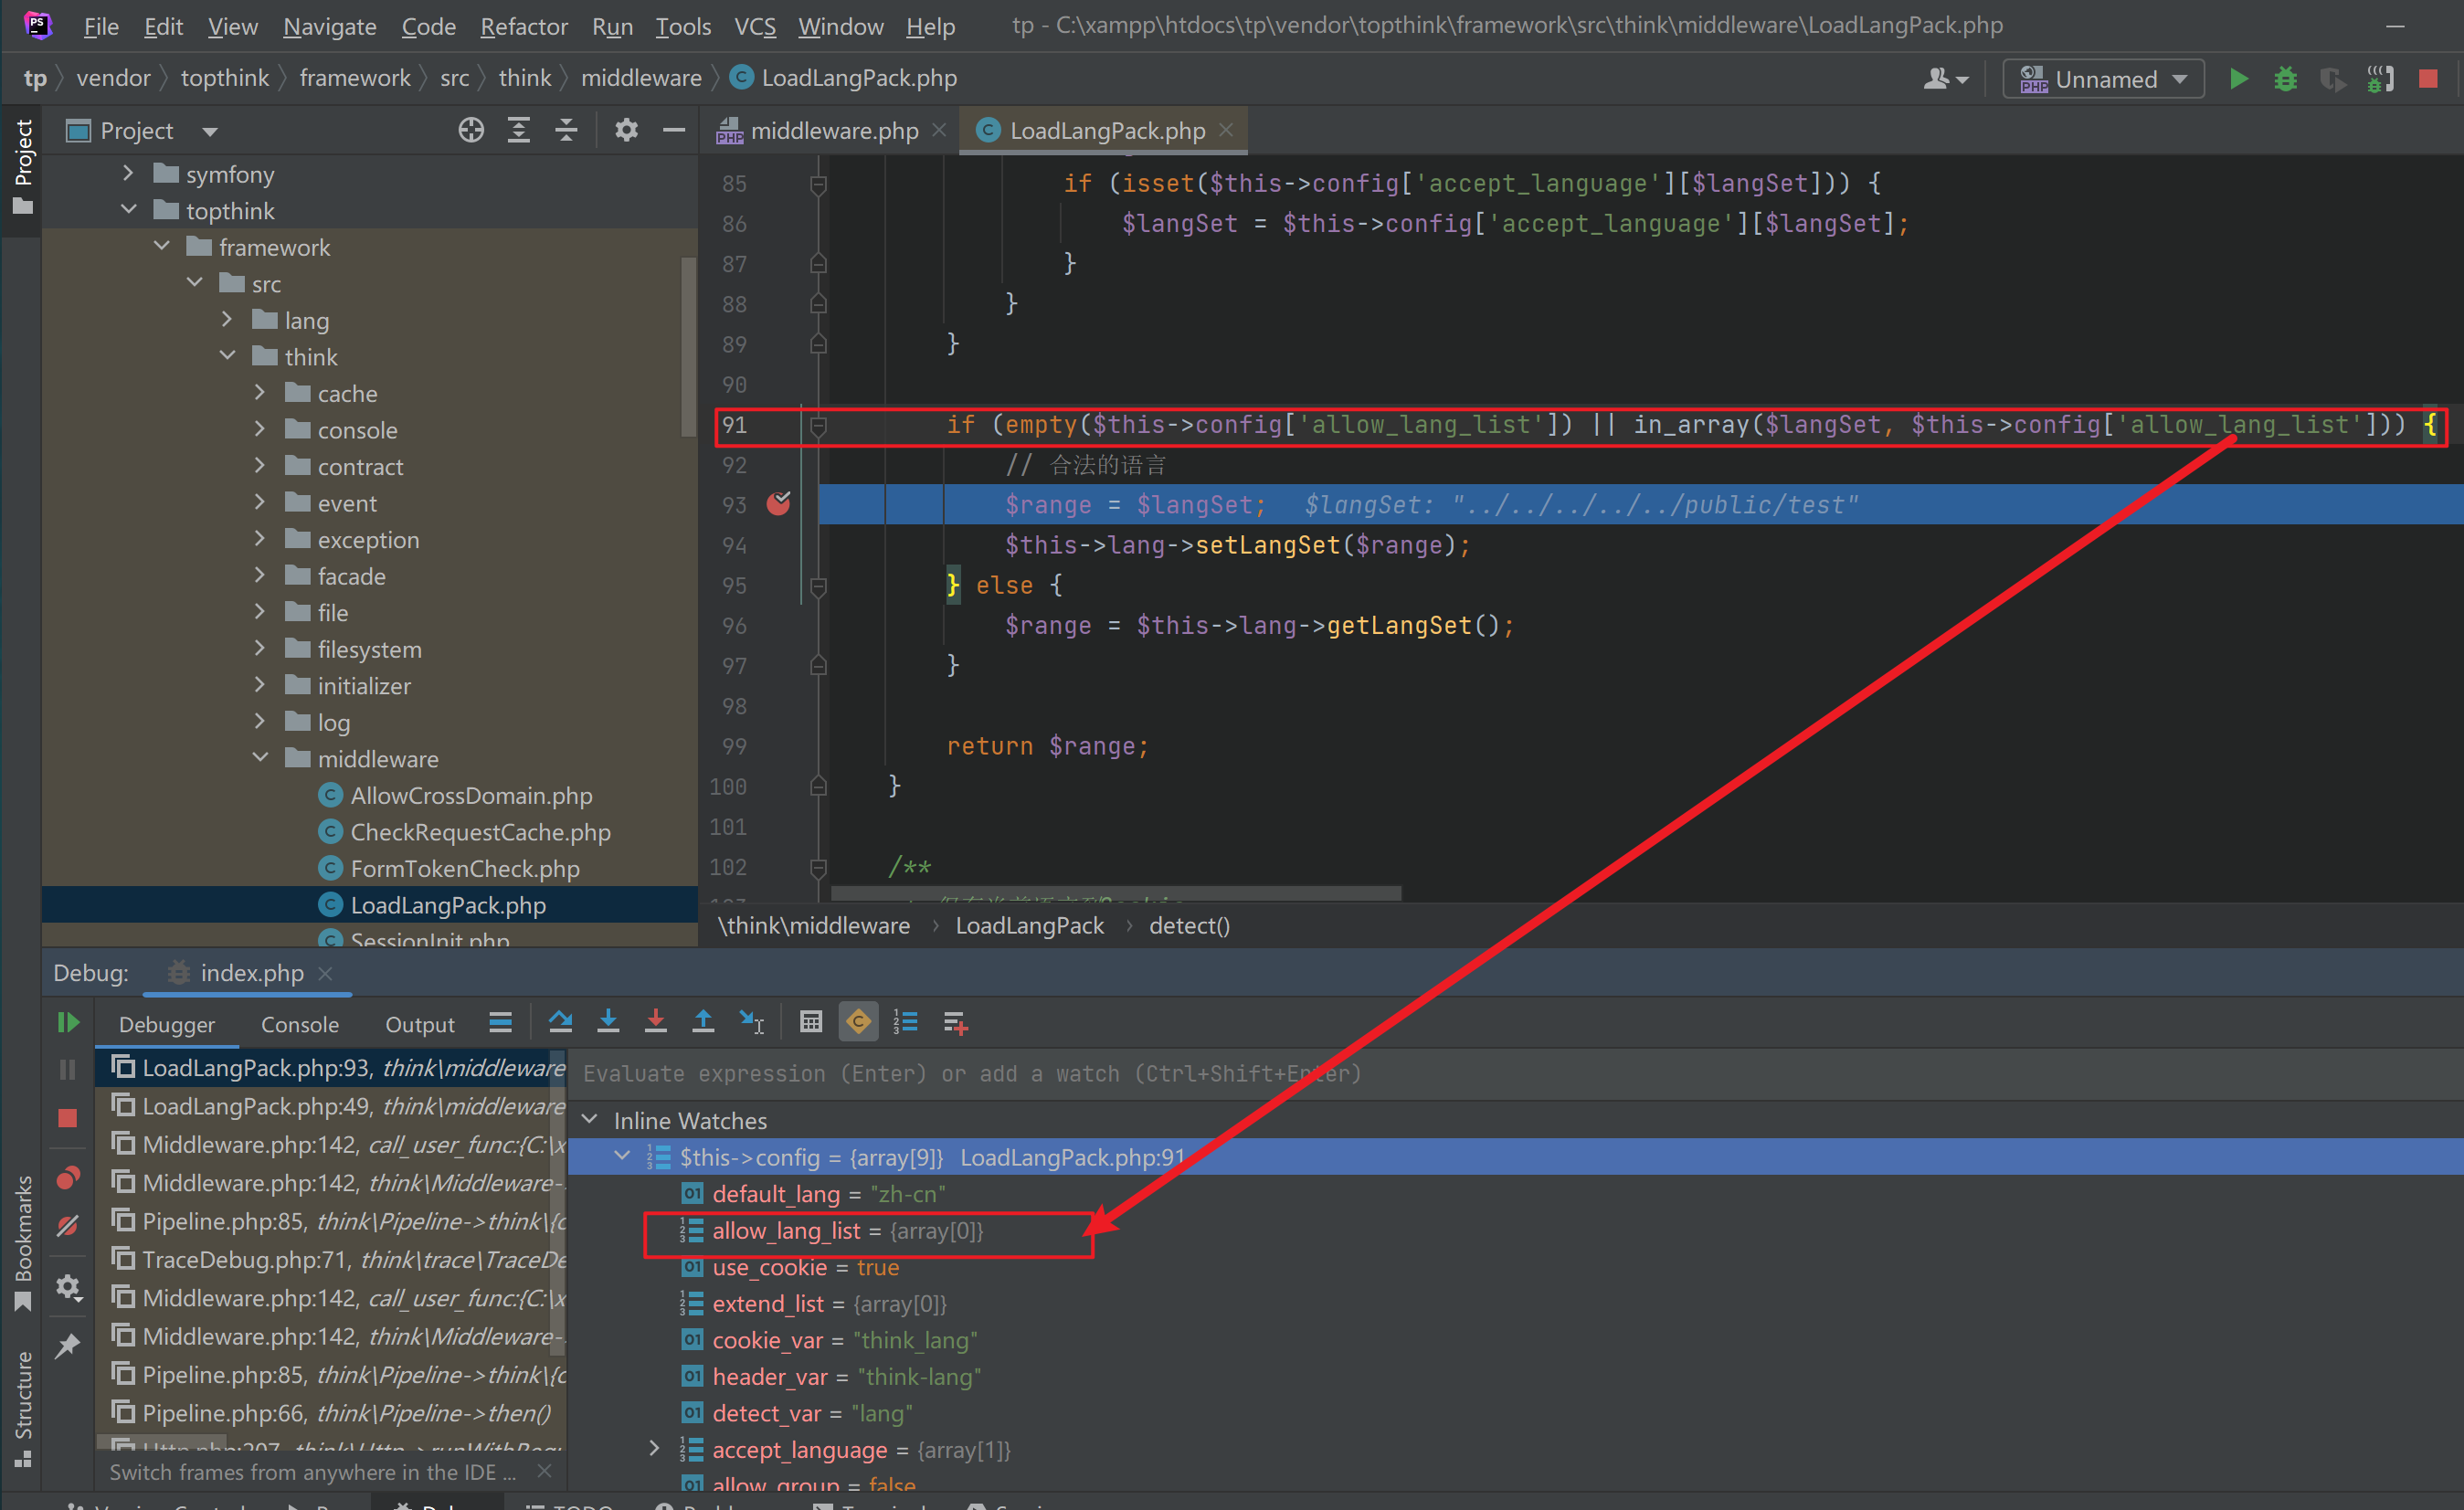 File Edit View Navigate Code Refactor Run Tools VCS Window Help tp - C:\xampp\htdocs\tp\vendor\topthink\framework\src\think\middleware\LoadLangPack.php
tp vendor topthink framework src think middleware LoadLangPack.php Unnamed
Project
Project
symfony
topthink
framework
src
lang
think
cache
console
contract
event
exception
facade
file
filesystem
initializer
log
middleware
AllowCrossDomain.php
CheckRequestCache.php
FormTokenCheck.php
LoadLangPack.php
SessionInit.php
middleware.php LoadLangPack.php
85 if (isset($this->config['accept_language'][$langSet])) {
86 $langSet = $this->config['accept_language'][$langSet];
87 }
88 }
89 }
90
91 if (empty($this->config['allow_lang_list']) || in_array($langSet, $this->config['allow_lang_list'])) {
92 // 合法的语言
93 $range = $langSet; $langSet: "../../../../../public/test"
94 $this->lang->setLangSet($range);
95 } else {
96 $range = $this->lang->getLangSet();
97 }
98
99 return $range;
100 }
101
102 /**
\think\middleware LoadLangPack detect()
Debug: index.php
Debugger Console Output
LoadLangPack.php:93, think\middleware
LoadLangPack.php:49, think\middleware
Middleware.php:142, call_user_func:{C:\x
Middleware.php:142, think\Middleware-
Pipeline.php:85, think\Pipeline->think\{c
TraceDebug.php:71, think\trace\TraceDe
Middleware.php:142, call_user_func:{C:\x
Middleware.php:142, think\Middleware-
Pipeline.php:85, think\Pipeline->think\{c
Pipeline.php:66, think\Pipeline->then()
Switch frames from anywhere in the IDE ...
Evaluate expression (Enter) or add a watch (Ctrl+Shift+Enter)
Inline Watches
$this->config = {array[9]} LoadLangPack.php:91
default_lang = "zh-cn"
allow_lang_list = {array[0]}
use_cookie = true
extend_list = {array[0]}
cookie_var = "think_lang"
header_var = "think-lang"
detect_var = "lang"
accept_language = {array[1]}
allow_group = false
Bookmarks
Structure